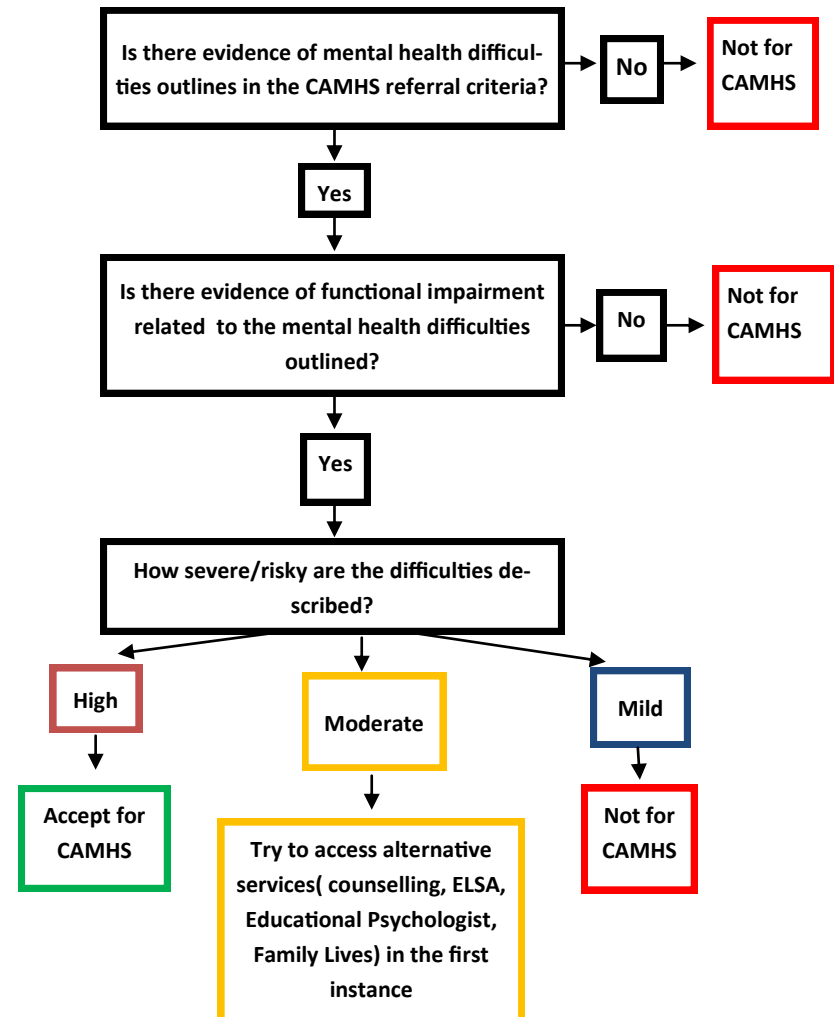 Is there evidence of mental health difficul-
ties outlines in the CAMHS referral criteria?
No
Not for
CAMHS
Yes
Is there evidence of functional impairment
related  to the mental health difficulties
outlined?
No
Not for
CAMHS
Yes
How severe/risky are the difficulties de-
scribed?
High
Moderate
Mild
Accept for
CAMHS
Try to access alternative
services( counselling, ELSA,
Educational Psychologist,
Family Lives) in the first
instance
Not for
CAMHS